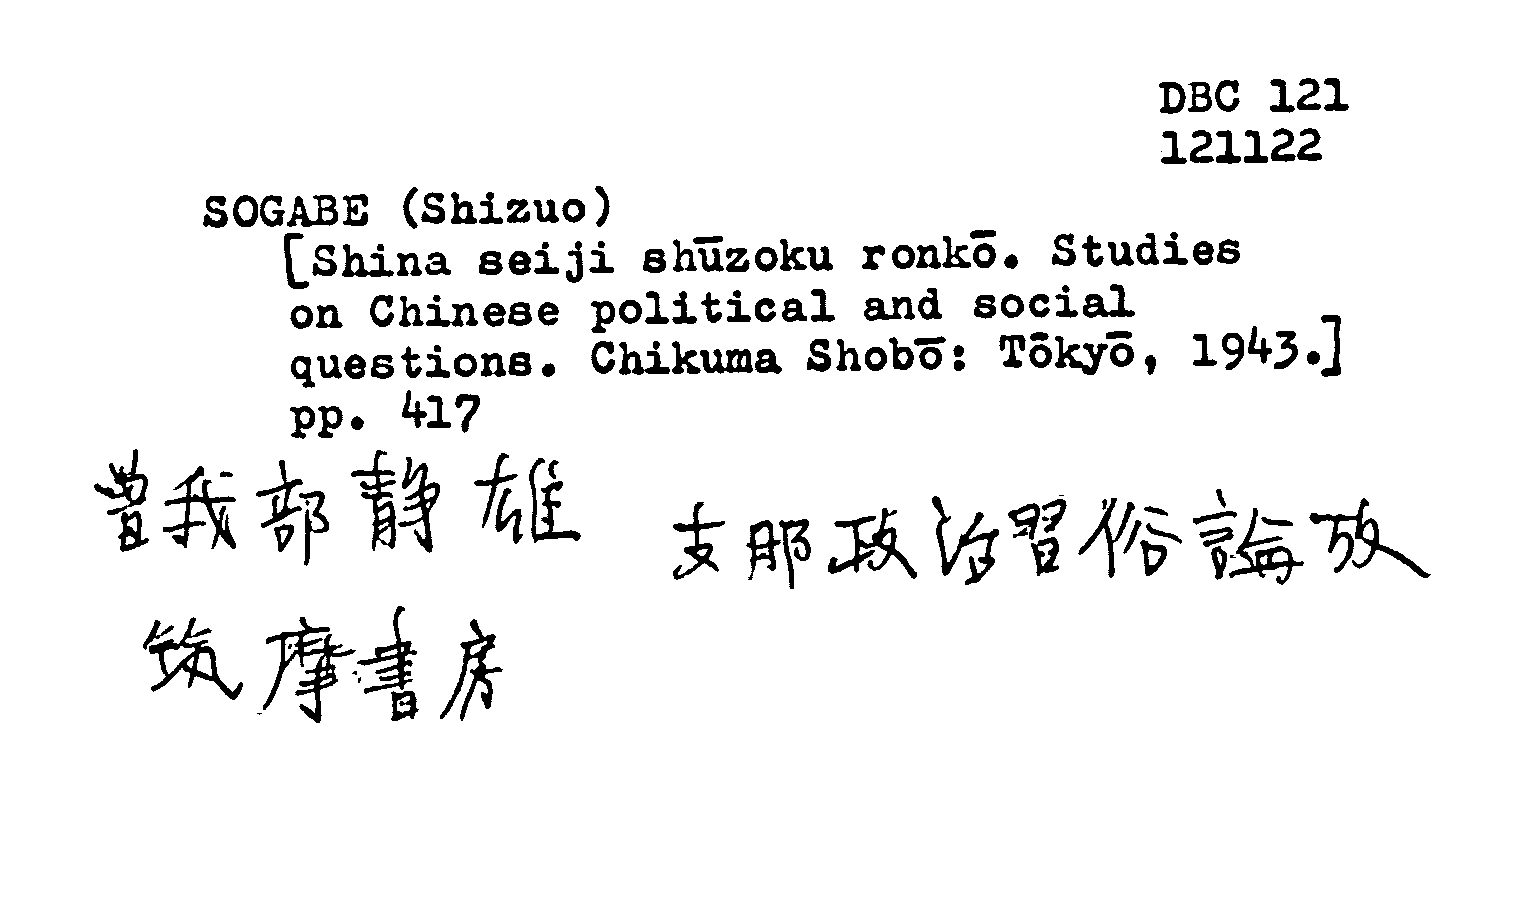 DBC 121
121122
SOGABE (Shizuo)
[Shina seiji shūzoku ronkō. Studies
on Chinese political and social
questions. Chikuma Shobō: Tōkyō, 1943.]
pp. 417
曽我部静雄 支那政治習俗論攷
筑摩書房